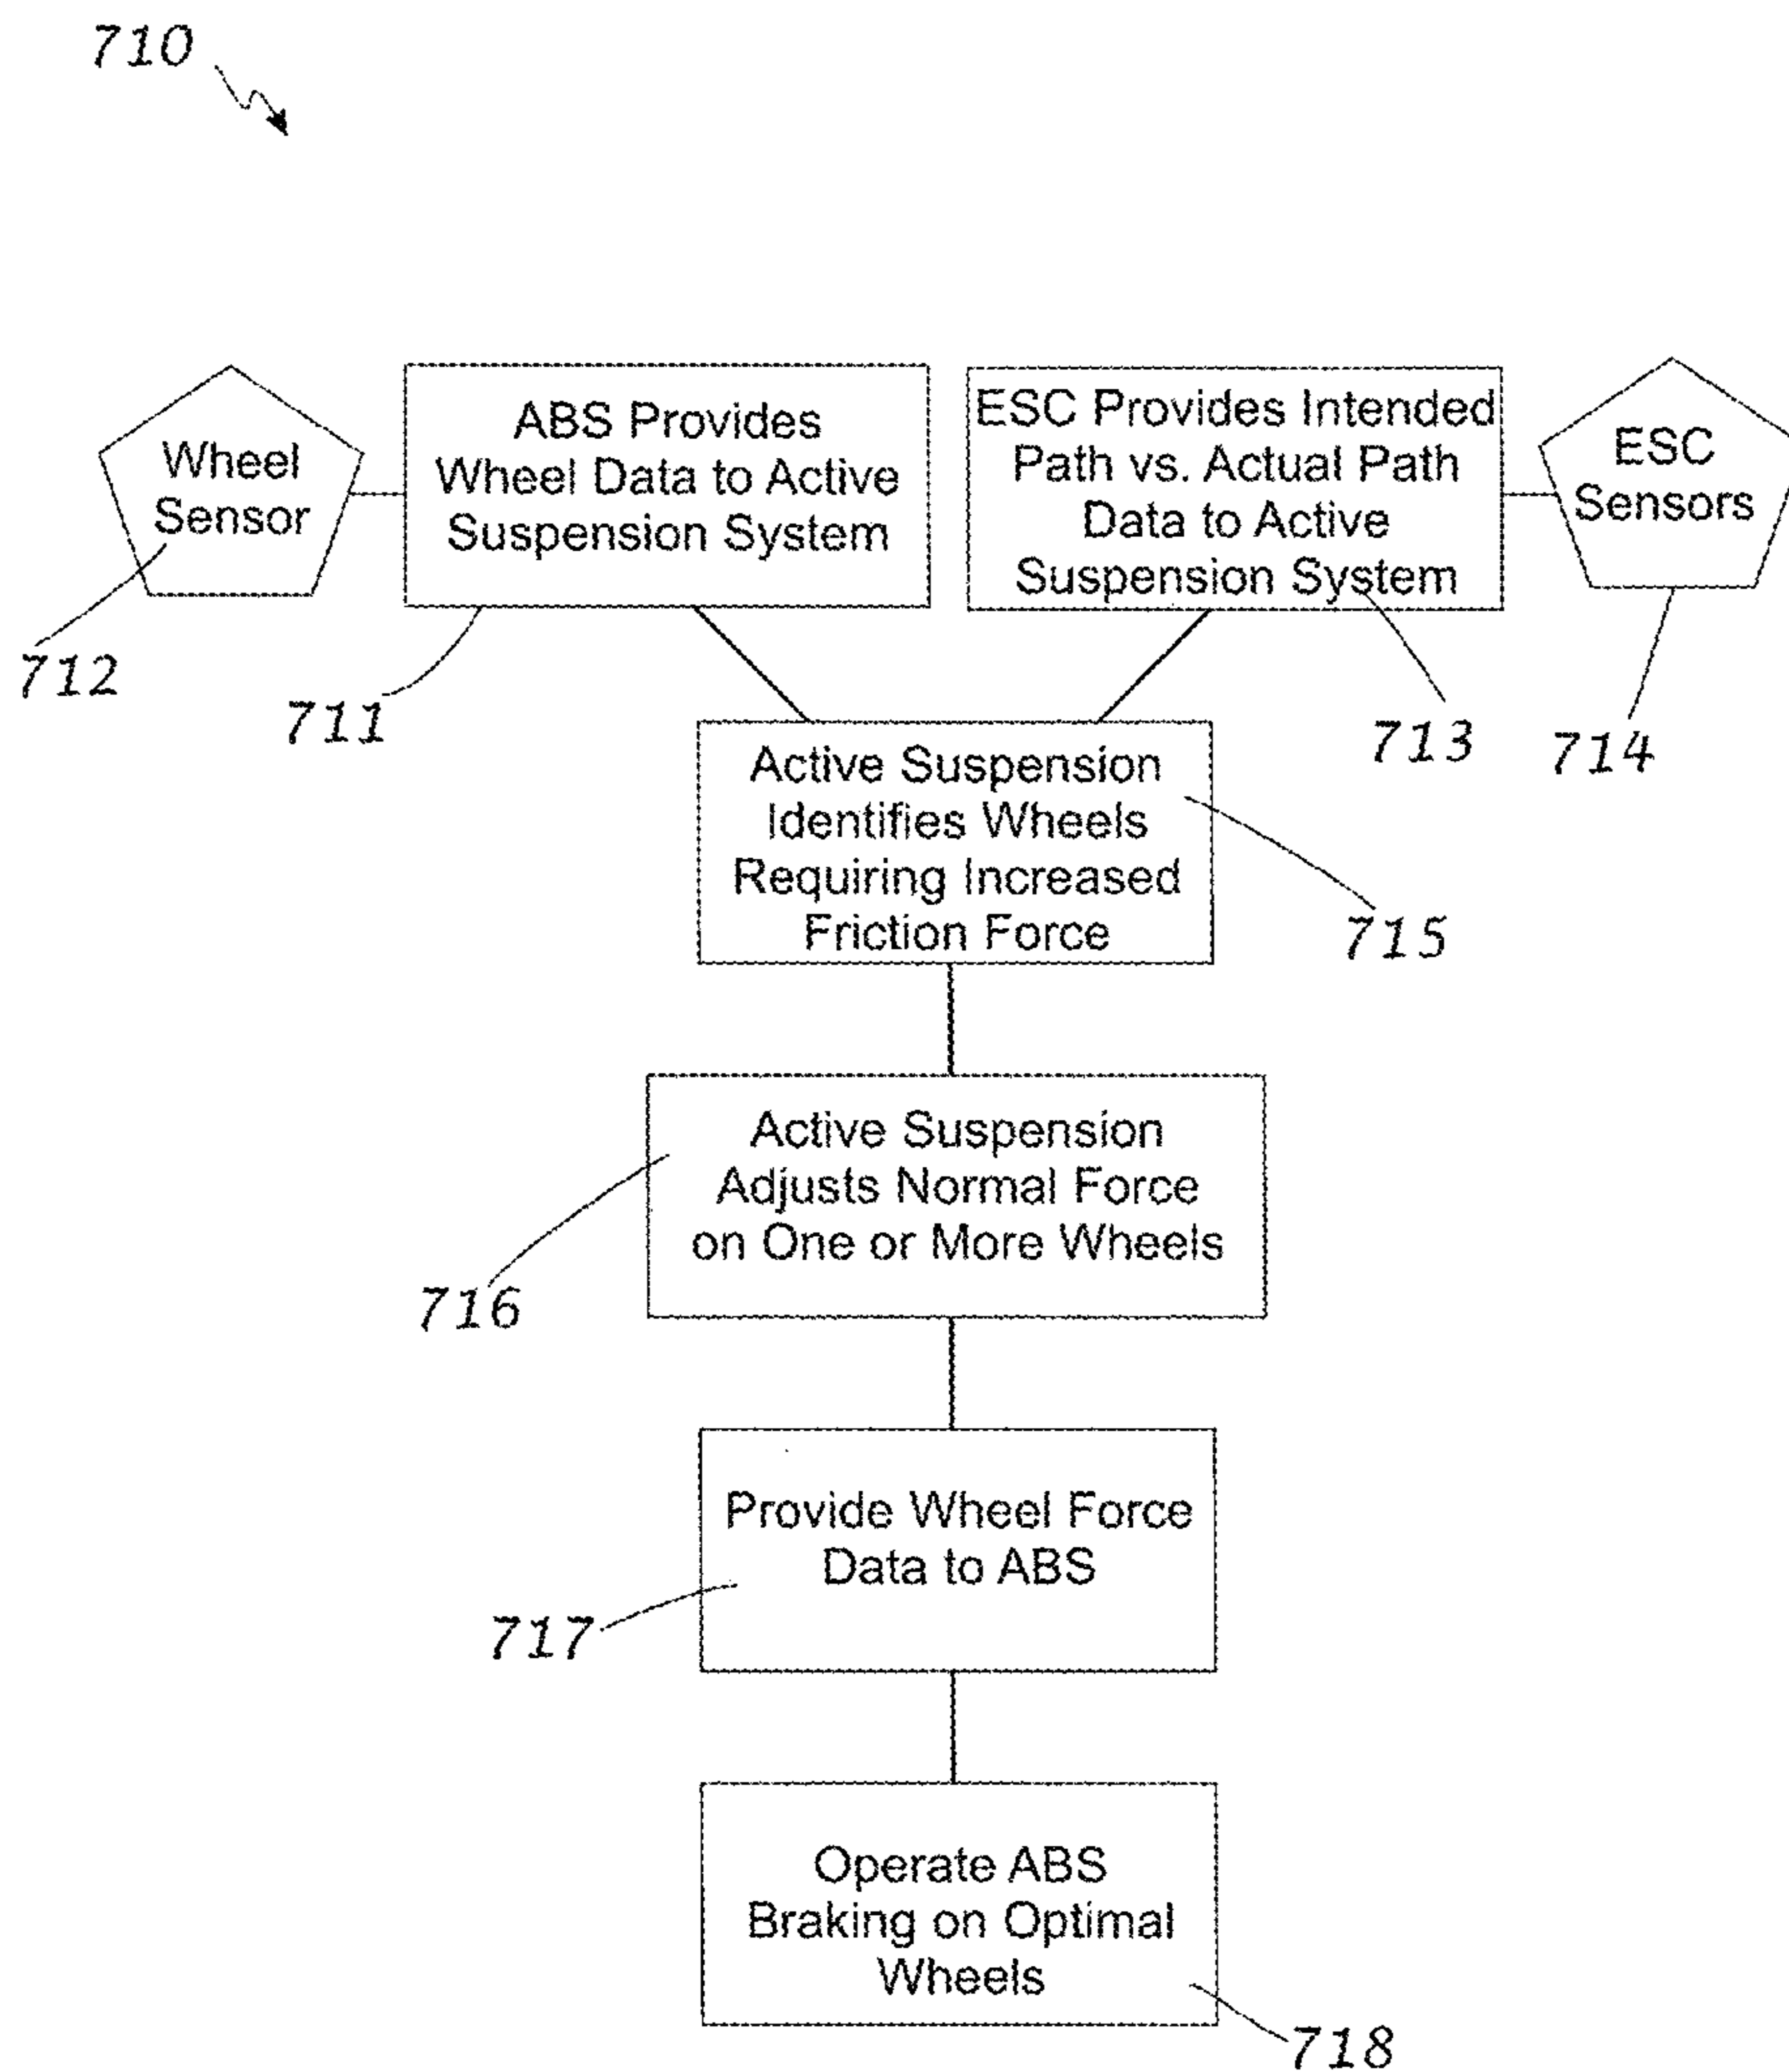 710
Wheel
Sensor
ABS Provides
Wheel Data to Active
Suspension System
ESC Provides Intended
Path vs. Actual Path
Data to Active
Suspension System
ESC
Sensors
712
711
713
714
Active Suspension
Identifies Wheels
Requiring Increased
Friction Force
715
Active Suspension
Adjusts Normal Force
on One or More Wheels
716
Provide Wheel Force
Data to ABS
717
Operate ABS
Braking on Optimal
Wheels
718